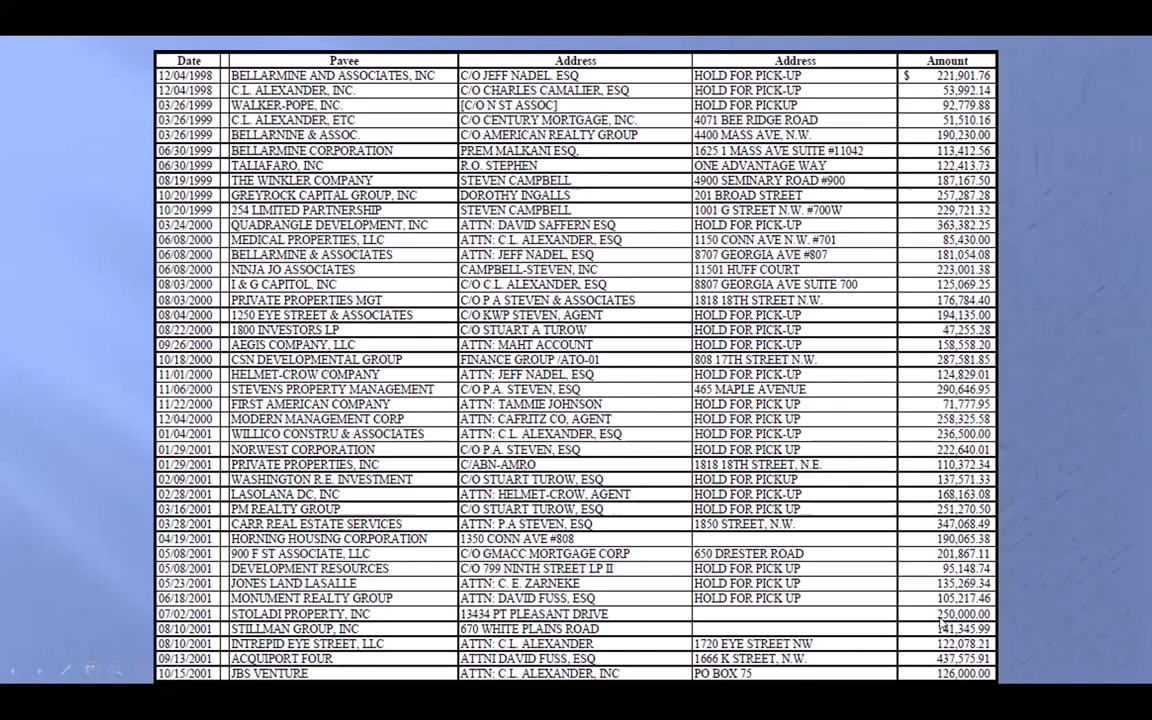 Date Payee Address Address Amount
12/04/1998 BELLARMINE AND ASSOCIATES, INC C/O JEFF NADEL. ESQ HOLD FOR PICK-UP $ 221,901.76
12/04/1998 C.L. ALEXANDER, INC. C/O CHARLES CAMALIER, ESQ HOLD FOR PICK-UP 53,992.14
03/26/1999 WALKER-POPE, INC. [C/O N ST ASSOC] HOLD FOR PICKUP 92,779.88
03/26/1999 C.L. ALEXANDER, ETC C/O CENTURY MORTGAGE, INC. 4071 BEE RIDGE ROAD 51,510.16
03/26/1999 BELLARNINE & ASSOC. C/O AMERICAN REALTY GROUP 4400 MASS AVE, N.W. 190,230.00
06/30/1999 BELLARMINE CORPORATION PREM MALKANI ESQ, 1625 1 MASS AVE SUITE #11042 113,412.56
06/30/1999 TALIAFARO, INC R.O. STEPHEN ONE ADVANTAGE WAY 122,413.73
08/19/1999 THE WINKLER COMPANY STEVEN CAMPBELL 4900 SEMINARY ROAD #900 187,167.50
10/20/1999 GREYROCK CAPITAL GROUP, INC DOROTHY INGALLS 201 BROAD STREET 257,287.28
10/20/1999 254 LIMITED PARTNERSHIP STEVEN CAMPBELL 1001 G STREET N.W. #700W 229,721.32
03/24/2000 QUADRANGLE DEVELOPMENT, INC ATTN: DAVID SAFFERN ESQ HOLD FOR PICK-UP 363,382.25
06/08/2000 MEDICAL PROPERTIES, LLC ATTN: C.L. ALEXANDER, ESQ 1150 CONN AVE N.W. #701 85,430.00
06/08/2000 BELLARMINE & ASSOCIATES ATTN: JEFF NADEL, ESQ 8707 GEORGIA AVE #807 181,054.08
06/08/2000 NINJA JO ASSOCIATES CAMPBELL-STEVEN, INC 11501 HUFF COURT 223,001.38
08/03/2000 I & G CAPITOL, INC C/O C.L. ALEXANDER, ESQ 8807 GEORGIA AVE SUITE 700 125,069.25
08/03/2000 PRIVATE PROPERTIES MGT C/O P A STEVEN & ASSOCIATES 1818 18TH STREET N.W. 176,784.40
08/04/2000 1250 EYE STREET & ASSOCIATES C/O KWP STEVEN, AGENT HOLD FOR PICK-UP 194,135.00
08/22/2000 1800 INVESTORS LP C/O STUART A TUROW HOLD FOR PICK-UP 47,255.28
09/26/2000 AEGIS COMPANY, LLC ATTN: MAHT ACCOUNT HOLD FOR PICK-UP 158,558.20
10/18/2000 CSN DEVELOPMENTAL GROUP FINANCE GROUP /ATO-01 808 17TH STREET N.W. 287,581.85
11/01/2000 HELMET-CROW COMPANY ATTN: JEFF NADEL, ESQ HOLD FOR PICK-UP 124,829.01
11/06/2000 STEVENS PROPERTY MANAGEMENT C/O P.A. STEVEN, ESQ 465 MAPLE AVENUE 290,646.95
11/22/2000 FIRST AMERICAN COMPANY ATTN: TAMMIE JOHNSON HOLD FOR PICK UP 71,777.95
12/04/2000 MODERN MANAGEMENT CORP ATTN: CAFRITZ CO, AGENT HOLD FOR PICK UP 258,325.58
01/04/2001 WILLICO CONSTRU & ASSOCIATES ATTN: C.L. ALEXANDER, ESQ HOLD FOR PICK-UP 236,500.00
01/29/2001 NORWEST CORPORATION C/O P.A. STEVEN, ESQ HOLD FOR PICK UP 222,640.01
01/29/2001 PRIVATE PROPERTIES, INC C/ABN-AMRO 1818 18TH STREET, N.E. 110,372.34
02/09/2001 WASHINGTON R.E. INVESTMENT C/O STUART TUROW, ESQ HOLD FOR PICKUP 137,571.33
02/28/2001 LASOLANA DC, INC ATTN: HELMET-CROW, AGENT HOLD FOR PICK-UP 168,163.08
03/16/2001 PM REALTY GROUP C/O STUART TUROW, ESQ HOLD FOR PICK UP 251,270.50
03/28/2001 CARR REAL ESTATE SERVICES ATTN: P.A STEVEN, ESQ 1850 STREET, N.W. 347,068.49
04/19/2001 HORNING HOUSING CORPORATION 1350 CONN AVE #808 190,065.38
05/08/2001 900 F ST ASSOCIATE, LLC C/O GMACC MORTGAGE CORP 650 DRESTER ROAD 201,867.11
05/08/2001 DEVELOPMENT RESOURCES C/O 799 NINTH STREET LP II HOLD FOR PICK UP 95,148.74
05/23/2001 JONES LAND LASALLE ATTN: C. E. ZARNEKE HOLD FOR PICK UP 135,269.34
06/18/2001 MONUMENT REALTY GROUP ATTN: DAVID FUSS, ESQ HOLD FOR PICK UP 105,217.46
07/02/2001 STOLADI PROPERTY, INC 13434 PT PLEASANT DRIVE 250,000.00
08/10/2001 STILLMAN GROUP, INC 670 WHITE PLAINS ROAD 141,345.99
08/10/2001 INTREPID EYE STREET, LLC ATTN: C.L. ALEXANDER 1720 EYE STREET NW 122,078.21
09/13/2001 ACQUIPORT FOUR ATTNI DAVID FUSS, ESQ 1666 K STREET, N.W. 437,575.91
10/15/2001 JBS VENTURE ATTN: C.L. ALEXANDER, INC PO BOX 75 126,000.00